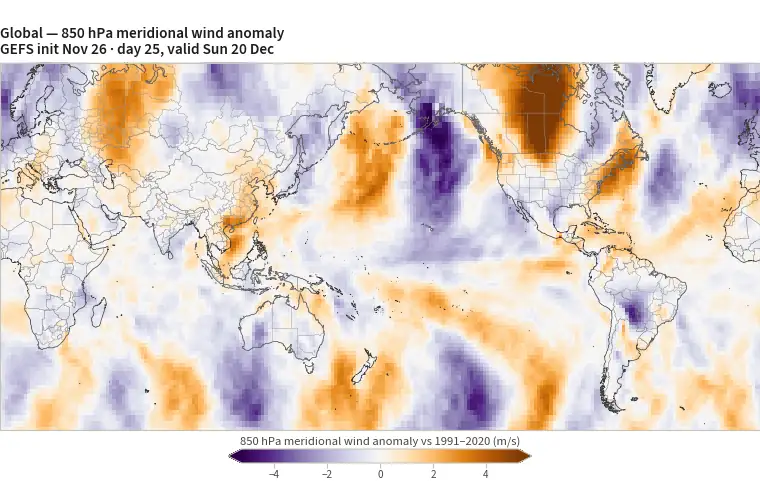 Global — 850 hPa meridional wind anomaly
GEFS init Nov 26 · day 25, valid Sun 20 Dec
850 hPa meridional wind anomaly vs 1991–2020 (m/s)
−4 −2 0 2 4